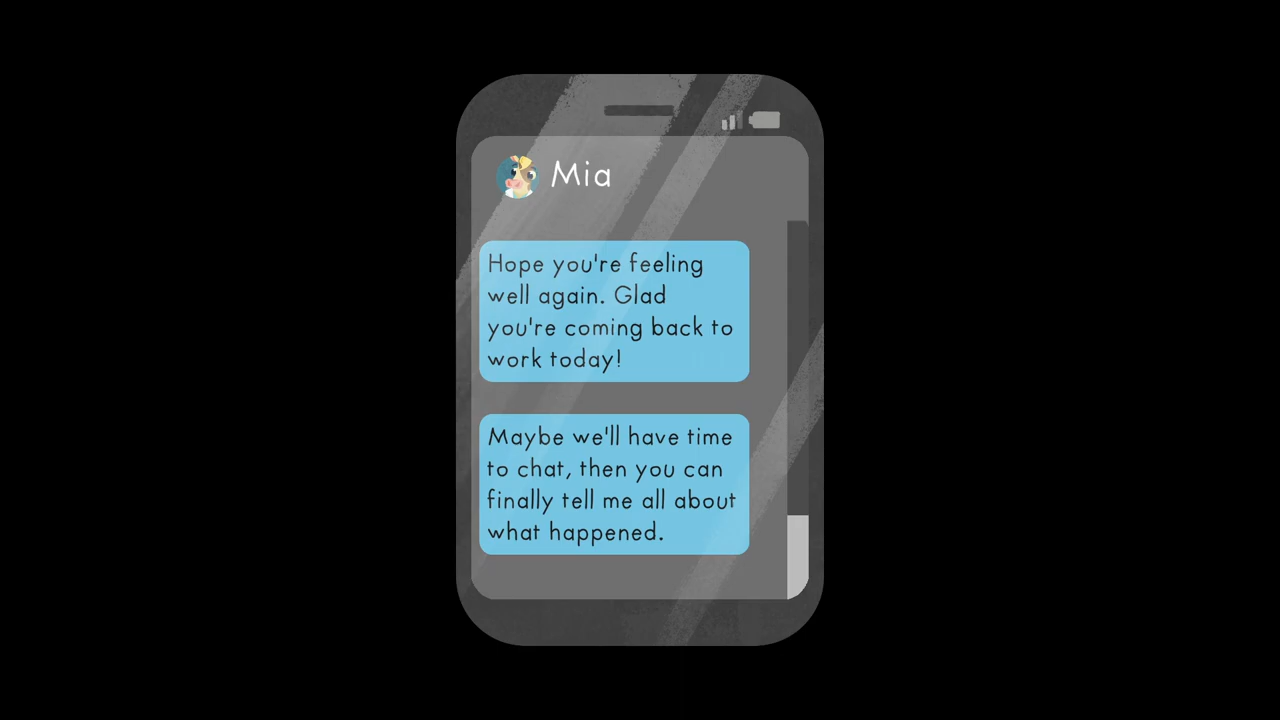 Mia
Hope you're feeling
well again. Glad
you're coming back to
work today!
Maybe we'll have time
to chat, then you can
finally tell me all about
what happened.